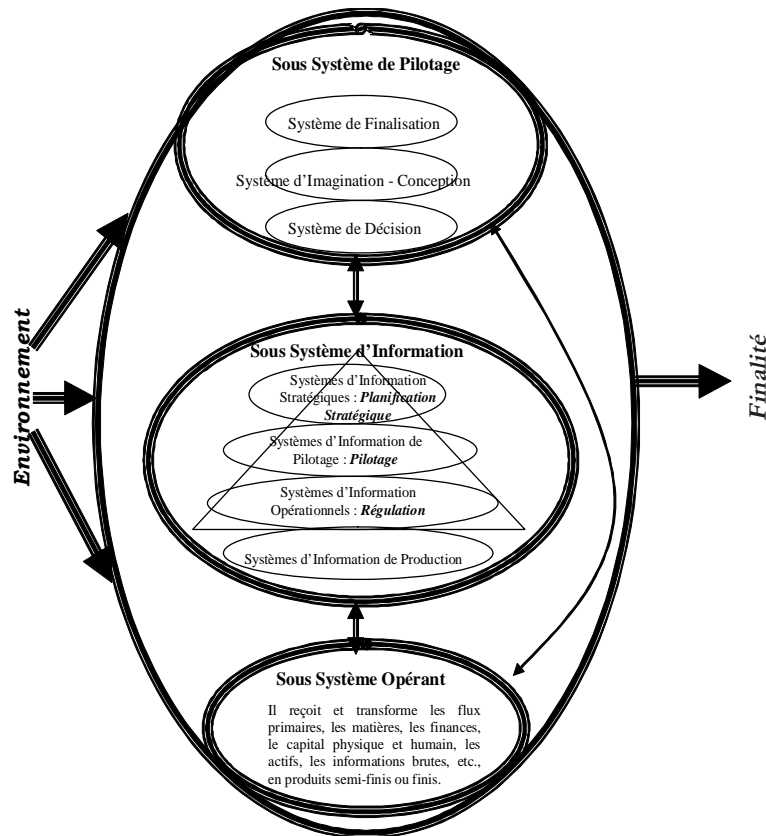 Sous Système de Pilotage
Système de Finalisation
Système d'Imagination - Conception
Système de Décision
Environnement
Finalité
Sous Système d'Information
Systèmes d'Information
Stratégiques : Planification
Stratégique
Systèmes d'Information de
Pilotage : Pilotage
Systèmes d'Information
Opérationnels : Régulation
Systèmes d'Information de Production
Sous Système Opérant
Il reçoit et transforme les flux
primaires, les matières, les finances,
le capital physique et humain, les
actifs, les informations brutes, etc.,
en produits semi-finis ou finis.